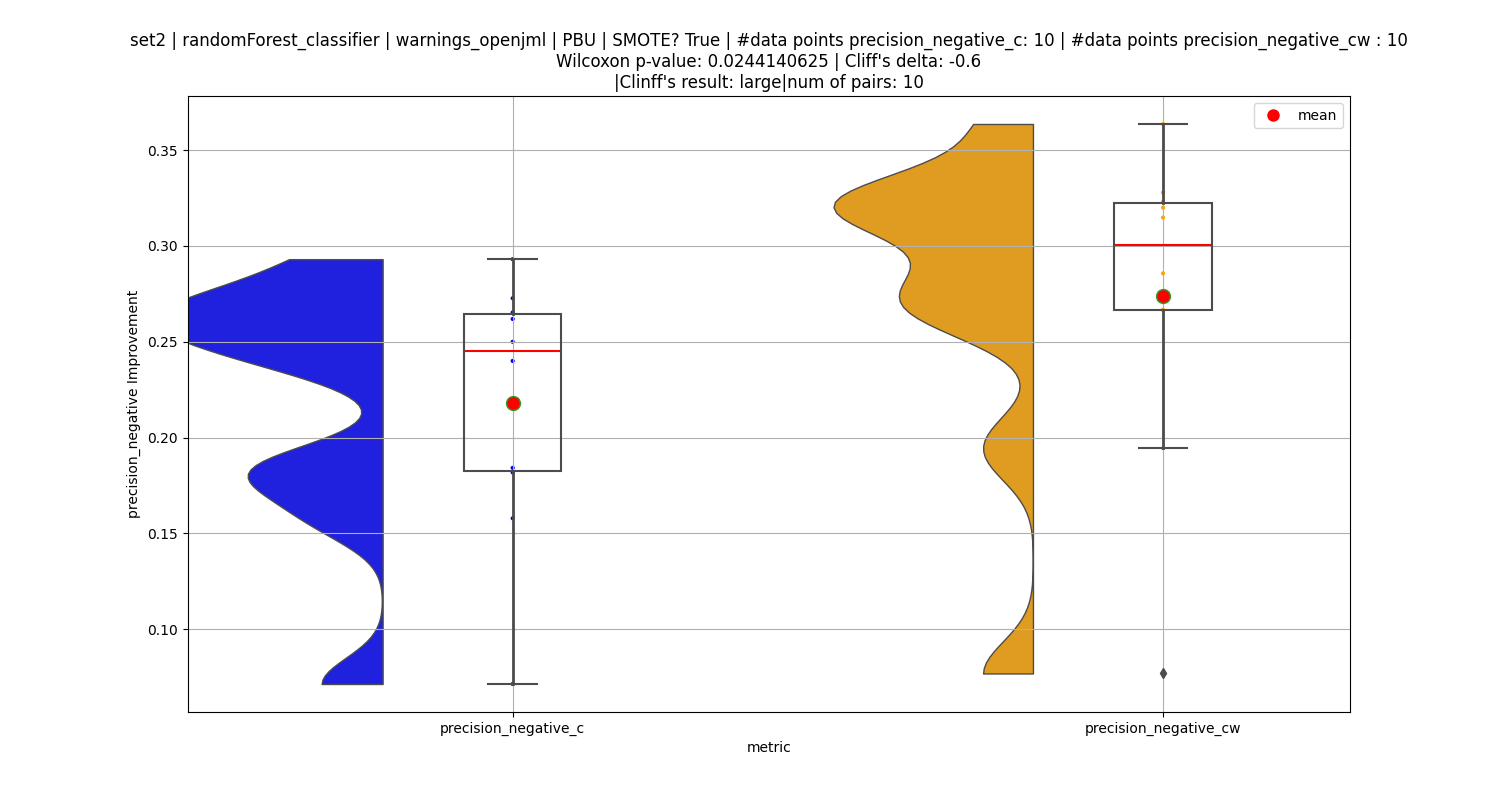 set2 | randomForest_classifier | warnings_openjml | PBU | SMOTE? True | #data points precision_negative_c: 10 | #data points precision_negative_cw : 10
Wilcoxon p-value: 0.0244140625 | Cliff's delta: -0.6
|Clinff's result: large|num of pairs: 10
mean
0.35
0.30
0.25
0.20
0.15
0.10
precision_negative Improvement
precision_negative_c
precision_negative_cw
metric